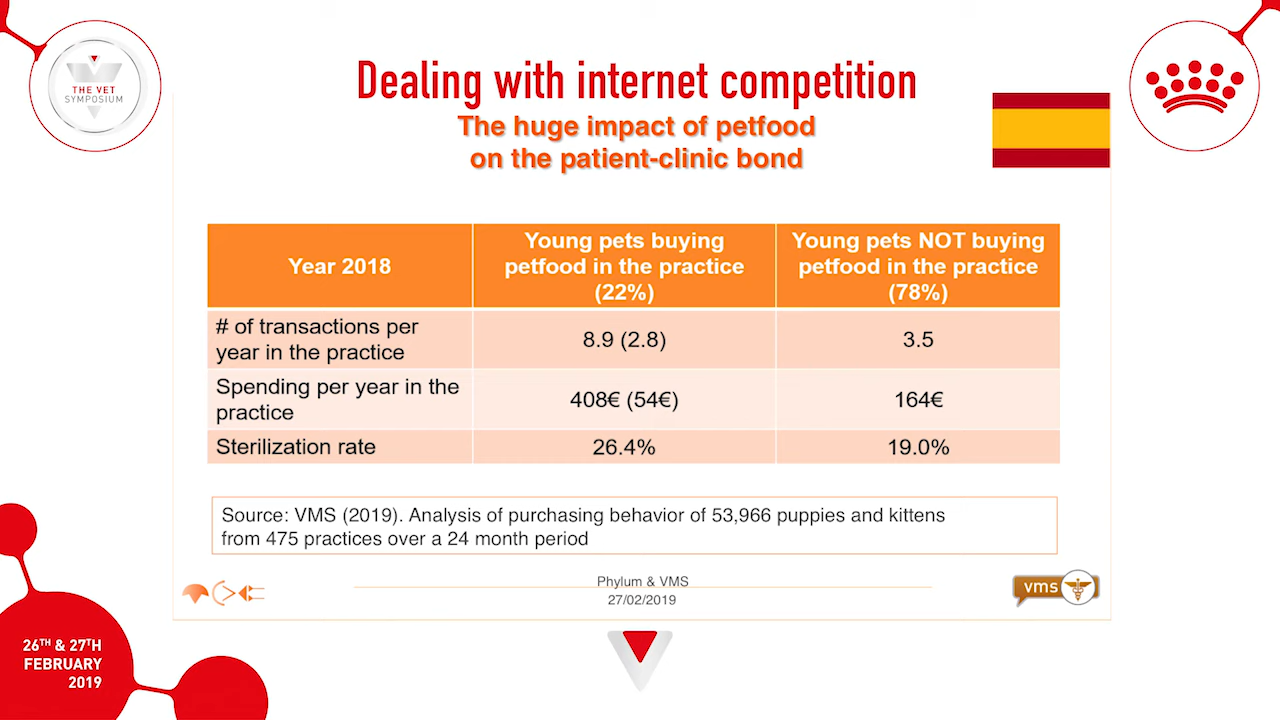 THE VET
SYMPOSIUM
Dealing with internet competition
The huge impact of petfood
on the patient-clinic bond
Year 2018
Young pets buying
petfood in the practice
(22%)
Young pets NOT buying
petfood in the practice
(78%)
# of transactions per
year in the practice
8.9 (2.8)
3.5
Spending per year in the
practice
408€ (54€)
164€
Sterilization rate
26.4%
19.0%
Source: VMS (2019). Analysis of purchasing behavior of 53,966 puppies and kittens
from 475 practices over a 24 month period
Phylum & VMS
27/02/2019
vms
26TH & 27TH
FEBRUARY
2019